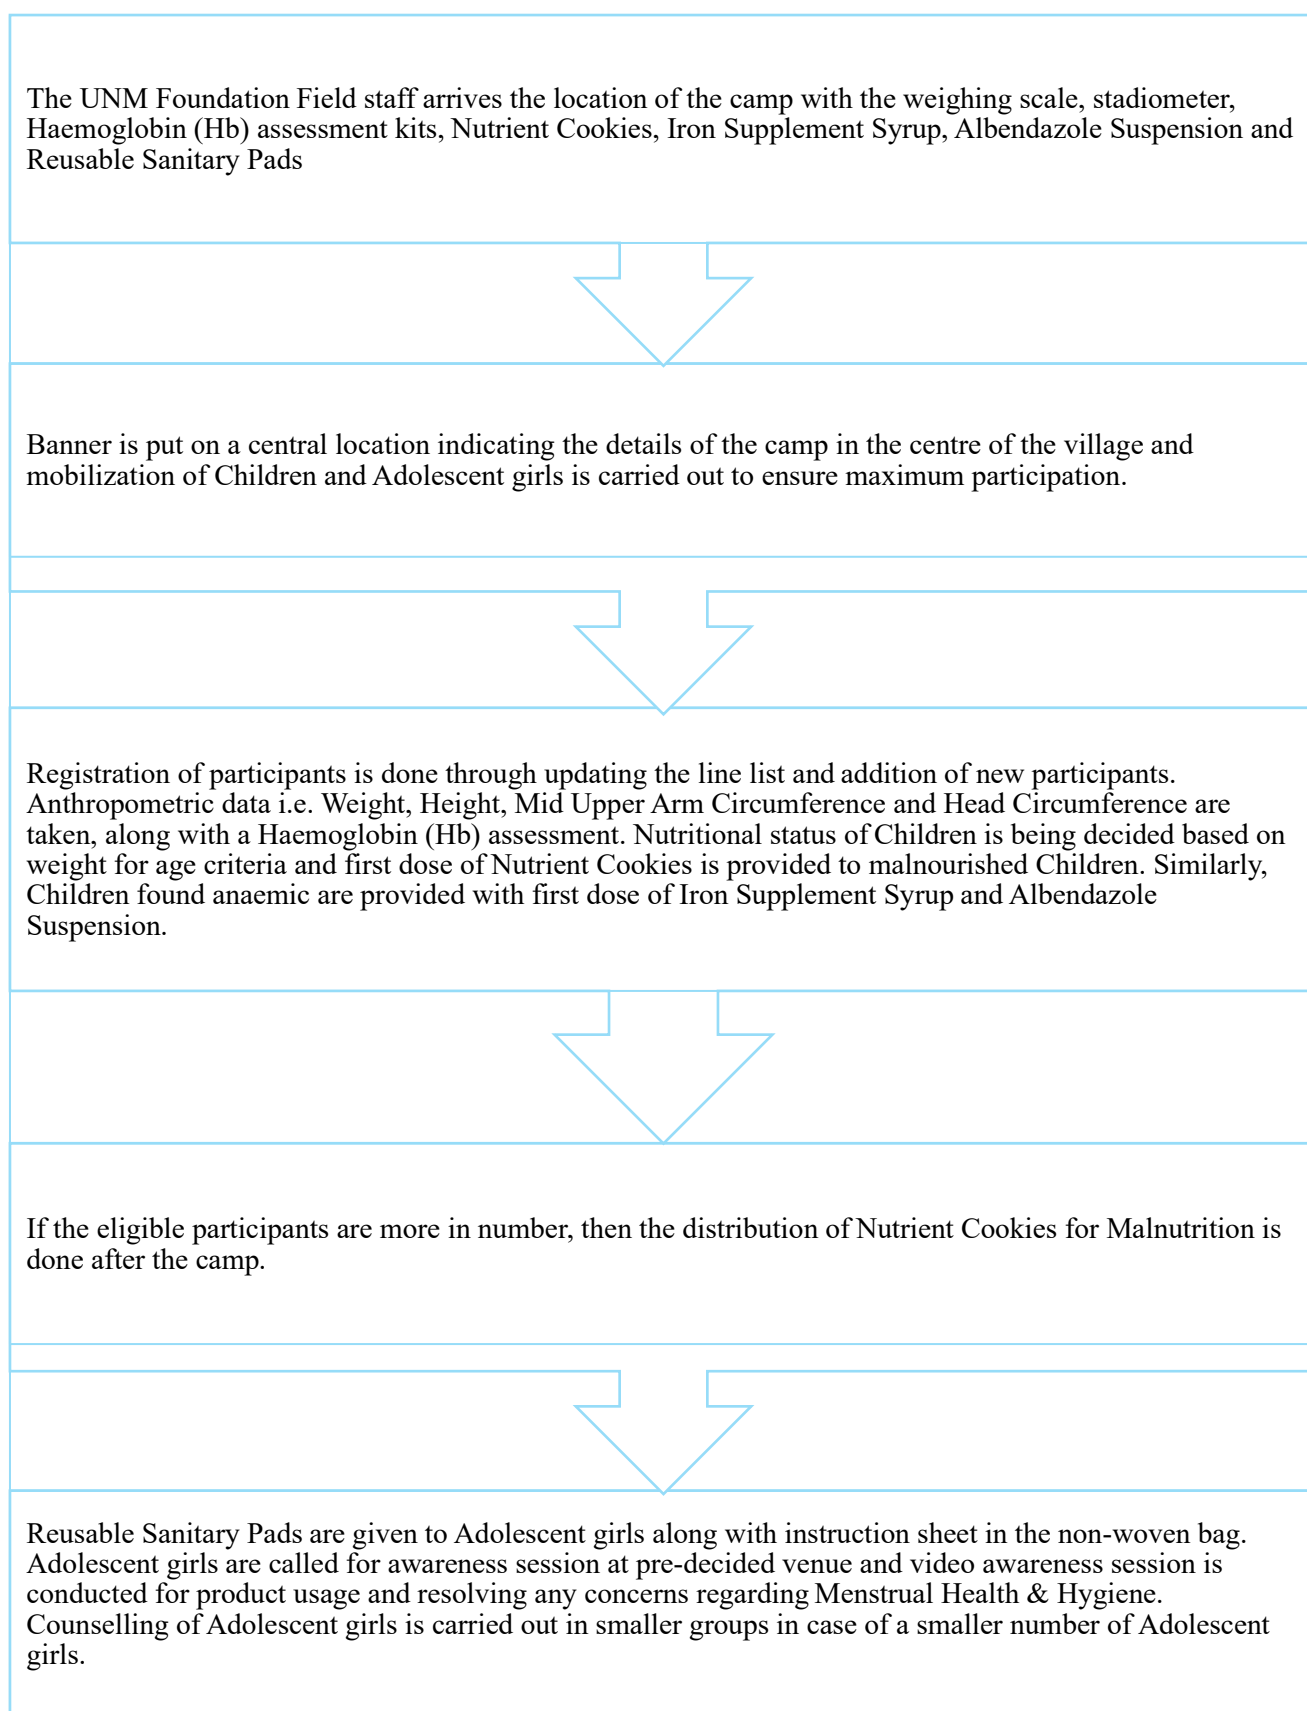 The UNM Foundation Field staff arrives the location of the camp with the weighing scale, stadiometer,
Haemoglobin (Hb) assessment kits, Nutrient Cookies, Iron Supplement Syrup, Albendazole Suspension and
Reusable Sanitary Pads
Banner is put on a central location indicating the details of the camp in the centre of the village and
mobilization of Children and Adolescent girls is carried out to ensure maximum participation.
Registration of participants is done through updating the line list and addition of new participants.
Anthropometric data i.e. Weight, Height, Mid Upper Arm Circumference and Head Circumference are
taken, along with a Haemoglobin (Hb) assessment. Nutritional status of Children is being decided based on
weight for age criteria and first dose of Nutrient Cookies is provided to malnourished Children. Similarly,
Children found anaemic are provided with first dose of Iron Supplement Syrup and Albendazole
Suspension.
If the eligible participants are more in number, then the distribution of Nutrient Cookies for Malnutrition is
done after the camp.
Reusable Sanitary Pads are given to Adolescent girls along with instruction sheet in the non-woven bag.
Adolescent girls are called for awareness session at pre-decided venue and video awareness session is
conducted for product usage and resolving any concerns regarding Menstrual Health & Hygiene.
Counselling of Adolescent girls is carried out in smaller groups in case of a smaller number of Adolescent
girls.